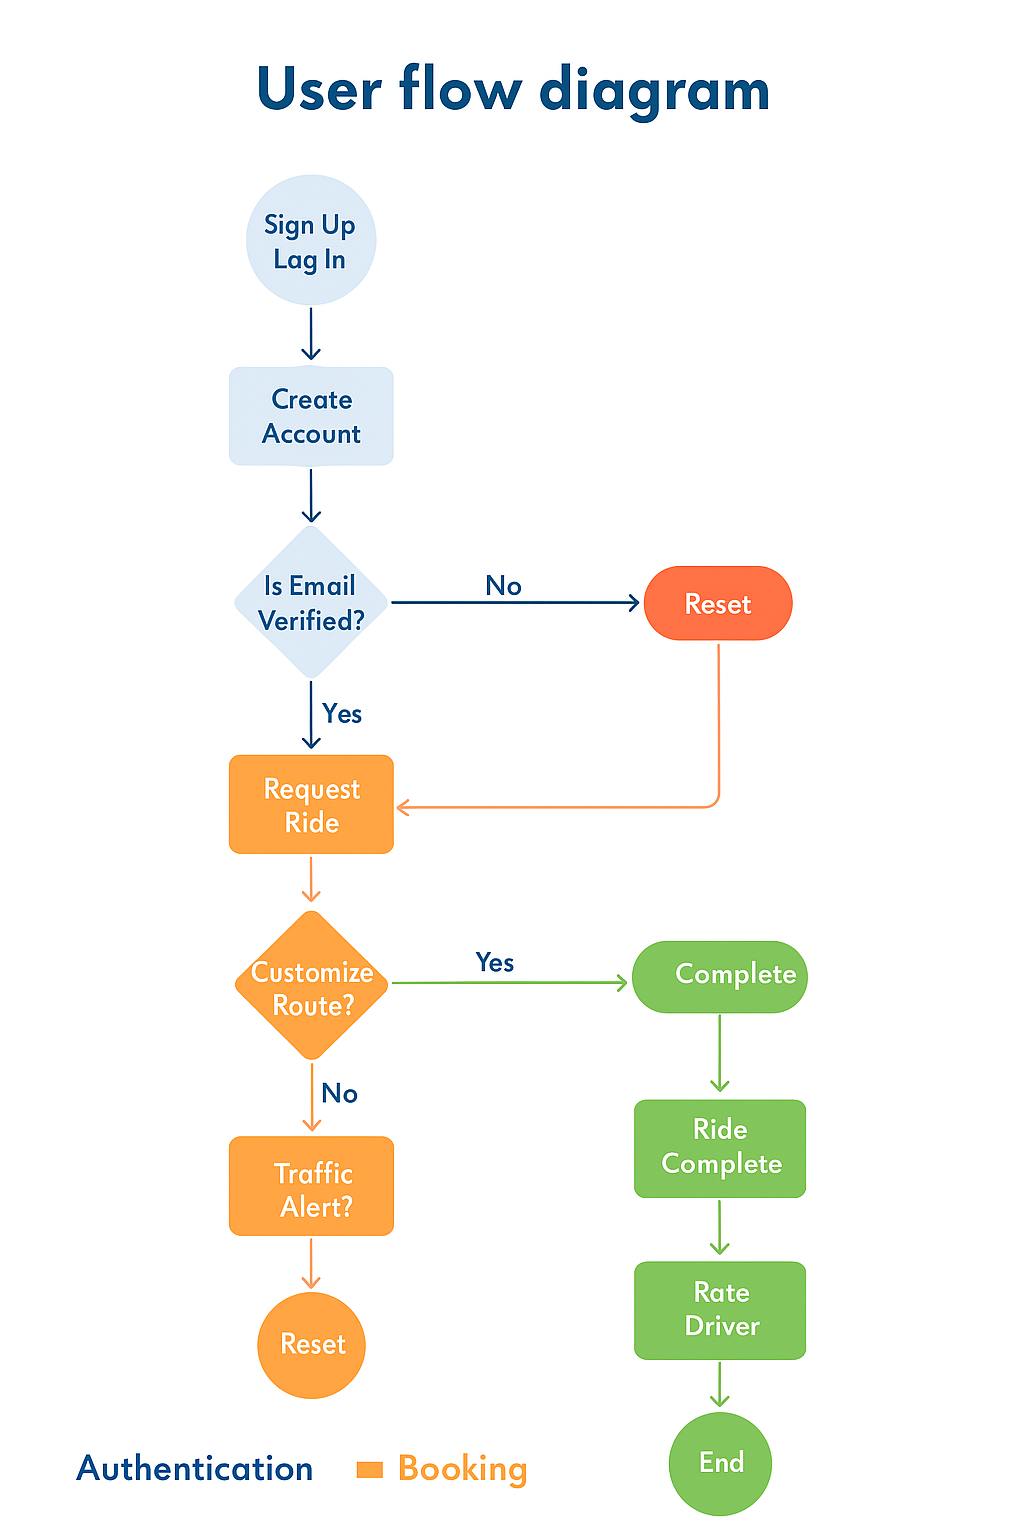 User flow diagram
Sign Up
Lag In
Create
Account
Is Email
Verified?
No
Reset
Yes
Request
Ride
Customize
Route?
Yes
Complete
No
Ride
Complete
Traffic
Alert?
Rate
Driver
Reset
End
Authentication
Booking